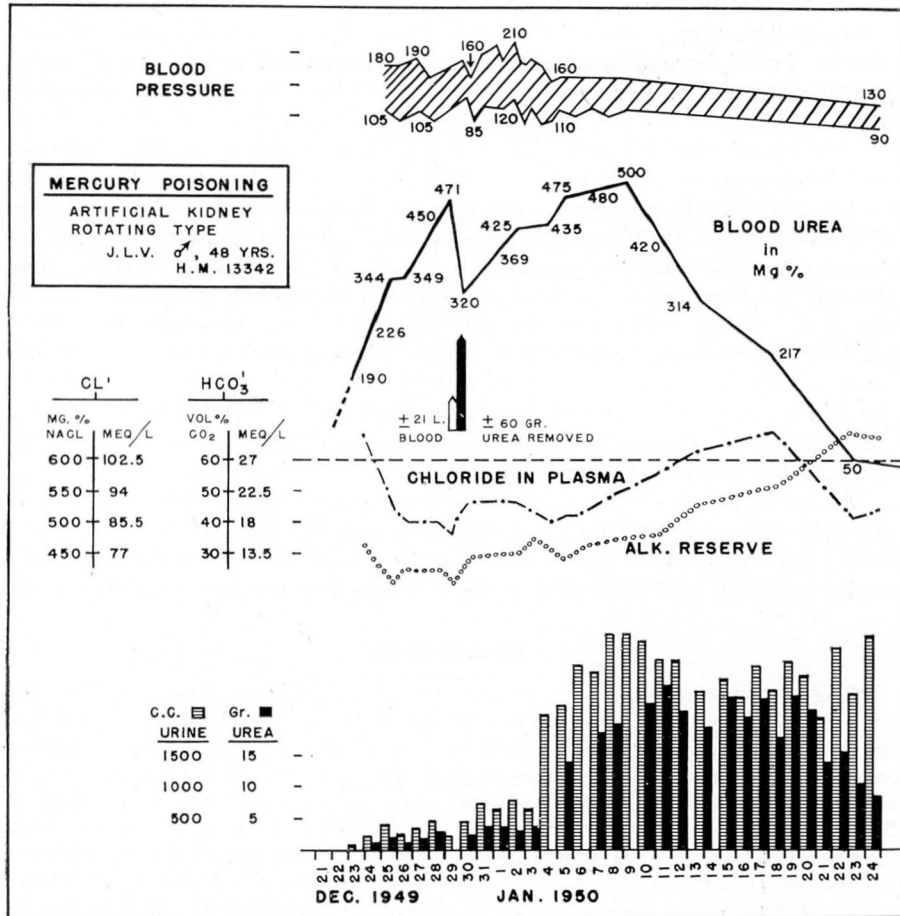 BLOOD
PRESSURE
180
190
160
210
160
130
105
105
85
120
110
90
MERCURY POISONING
ARTIFICIAL KIDNEY
ROTATING TYPE
J.L.V. ♂, 48 YRS.
H.M. 13342
BLOOD UREA
in
Mg%
190
226
344
349
450
471
320
369
425
435
475
480
500
420
314
217
50
± 21 L.
BLOOD
± 60 GR.
UREA REMOVED
CL'
MG. %
NACL MEQ/L
600 102.5
550 94
500 85.5
450 77
HCO₃'
VOL%
CO₂ MEQ/L
60 27
50 22.5
40 18
30 13.5
CHLORIDE IN PLASMA
ALK. RESERVE
C.C. Gr.
URINE UREA
1500 15
1000 10
500 5
21 22 23 24 25 26 27 28 29 30 31 1 2 3 4 5 6 7 8 9 10 11 12 13 14 15 16 17 18 19 20 21 22 23 24
DEC. 1949 JAN. 1950